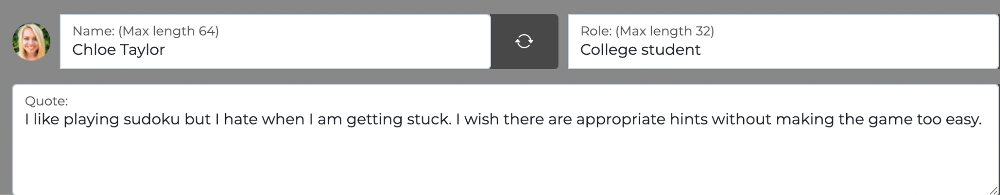 Name: (Max length 64)
Chloe Taylor
Role: (Max length 32)
College student
Quote:
I like playing sudoku but I hate when I am getting stuck. I wish there are appropriate hints without making the game too easy.